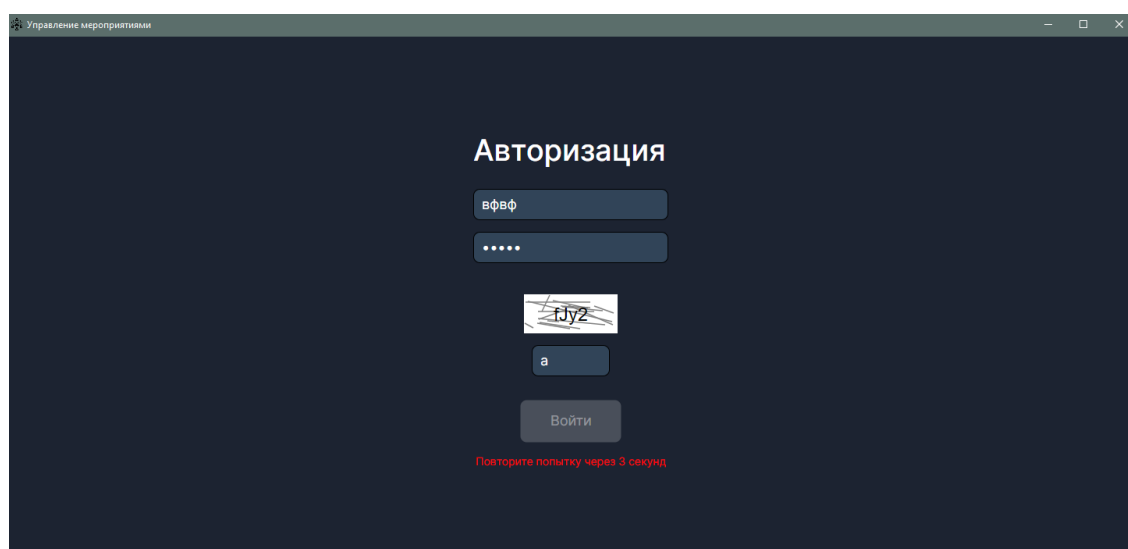 Управление мероприятиями
Авторизация
вфвф
•••••
fJy2
а
Войти
Повторите попытку через 3 секунд